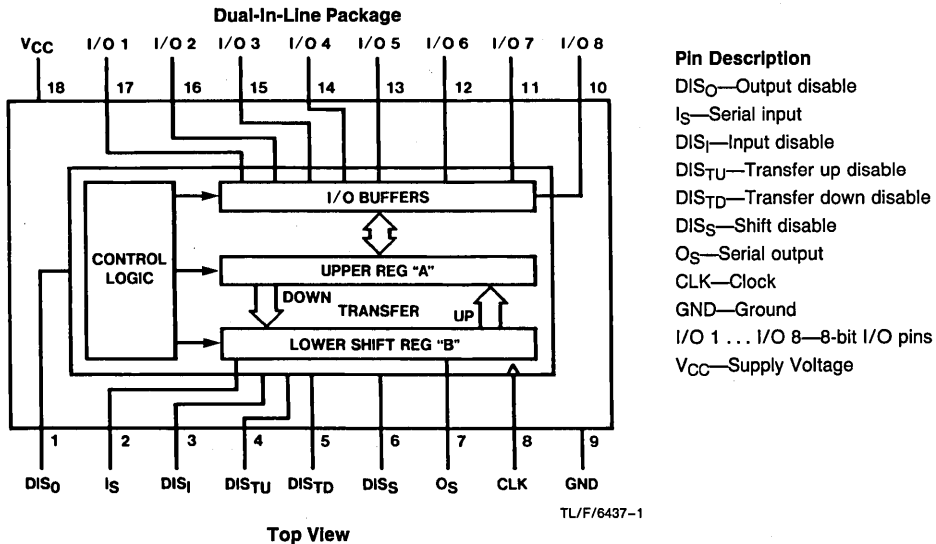 Dual-In-Line Package
VCC I/O 1 I/O 2 I/O 3 I/O 4 I/O 5 I/O 6 I/O 7 I/O 8
18 17 16 15 14 13 12 11 10
I/O BUFFERS
CONTROL
LOGIC
UPPER REG "A"
DOWN
TRANSFER
UP
LOWER SHIFT REG "B"
1 2 3 4 5 6 7 8 9
DISO IS DISI DISTU DISTD DISS OS CLK GND
TL/F/6437-1
Top View
Pin Description
DISO—Output disable
IS—Serial input
DISI—Input disable
DISTU—Transfer up disable
DISTD—Transfer down disable
DISS—Shift disable
OS—Serial output
CLK—Clock
GND—Ground
I/O 1 . . . I/O 8—8-bit I/O pins
VCC—Supply Voltage